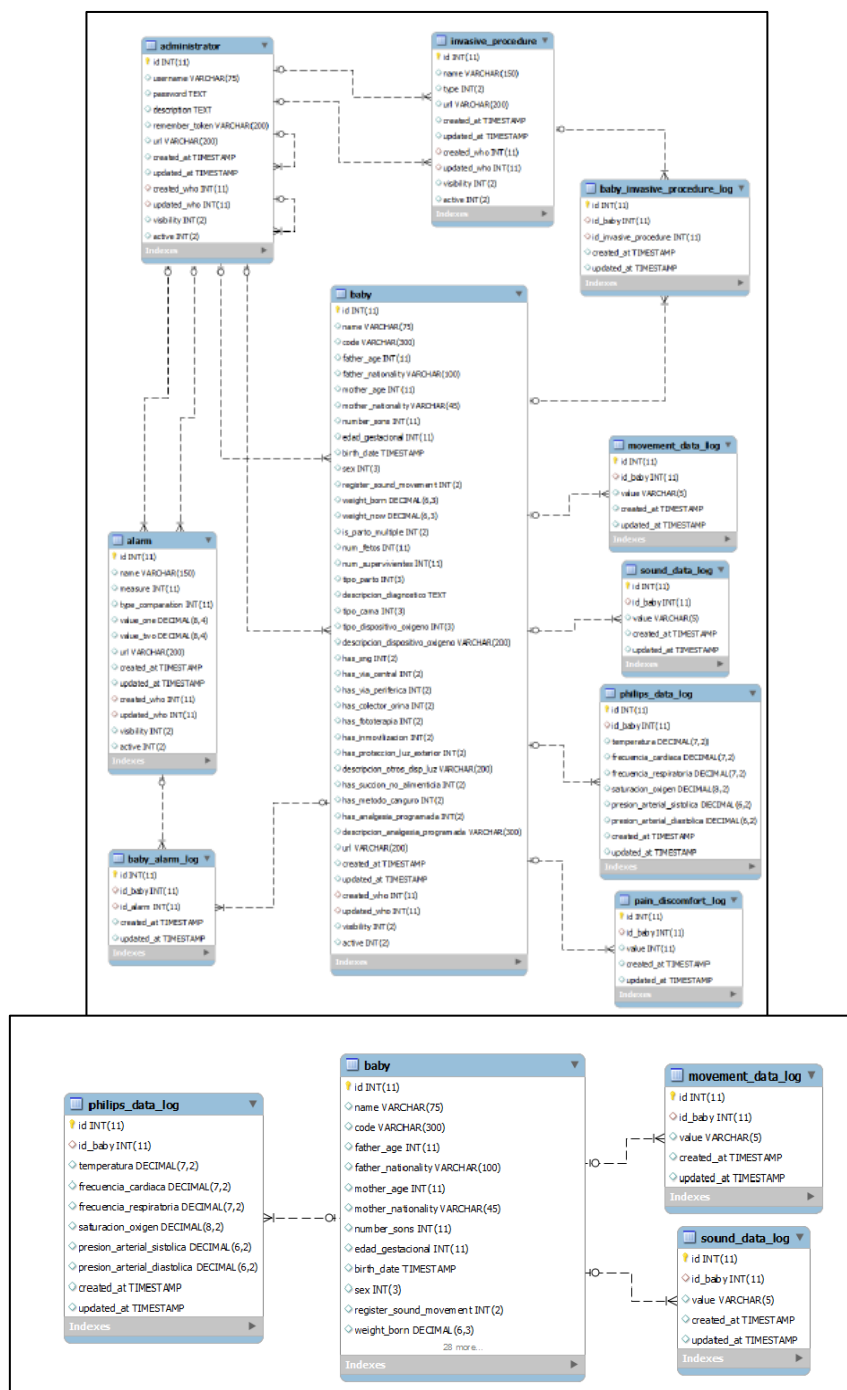 administrator
id INT(11)
username VARCHAR(75)
password TEXT
description TEXT
remember_token VARCHAR(200)
url VARCHAR(200)
created_at TIMESTAMP
updated_at TIMESTAMP
created_who INT(11)
updated_who INT(11)
visibility INT(2)
active INT(2)
Indexes
invasive_procedure
id INT(11)
name VARCHAR(150)
type INT(2)
url VARCHAR(200)
created_at TIMESTAMP
updated_at TIMESTAMP
created_who INT(11)
updated_who INT(11)
visibility INT(2)
active INT(2)
Indexes
baby_invasive_procedure_log
id INT(11)
id_baby INT(11)
id_invasive_procedure INT(11)
created_at TIMESTAMP
updated_at TIMESTAMP
Indexes
baby
id INT(11)
name VARCHAR(75)
code VARCHAR(300)
father_age INT(11)
father_nationality VARCHAR(100)
mother_age INT(11)
mother_nationality VARCHAR(45)
number_sons INT(11)
edad_gestacional INT(11)
birth_date TIMESTAMP
sex INT(3)
register_sound_movement INT(2)
weight_born DECIMAL(6,3)
weight_now DECIMAL(6,3)
is_parto_multiple INT(2)
num_fetos INT(11)
num_supervivientes INT(11)
tipo_parto INT(3)
descripcion_diagnostico TEXT
tipo_cama INT(3)
tipo_dispositivo_oxigeno INT(3)
descripcion_dispositivo_oxigeno VARCHAR(200)
has_sng INT(2)
has_via_central INT(2)
has_via_periferica INT(2)
has_colector_orina INT(2)
has_fototerapia INT(2)
has_inmovilizacion INT(2)
has_proteccion_luz_exterior INT(2)
descripcion_otros_disp_luz VARCHAR(200)
has_succion_no_alimenticia INT(2)
has_metodo_canguro INT(2)
has_analgesia_programada INT(2)
descripcion_analgesia_programada VARCHAR(300)
url VARCHAR(200)
created_at TIMESTAMP
updated_at TIMESTAMP
created_who INT(11)
updated_who INT(11)
visibility INT(2)
active INT(2)
Indexes
movement_data_log
id INT(11)
id_baby INT(11)
value VARCHAR(5)
created_at TIMESTAMP
updated_at TIMESTAMP
Indexes
alarm
id INT(11)
name VARCHAR(150)
measure INT(11)
type_comparation INT(11)
value_one DECIMAL(8,4)
value_two DECIMAL(8,4)
url VARCHAR(200)
created_at TIMESTAMP
updated_at TIMESTAMP
created_who INT(11)
updated_who INT(11)
visibility INT(2)
active INT(2)
Indexes
sound_data_log
id INT(11)
id_baby INT(11)
value VARCHAR(5)
created_at TIMESTAMP
updated_at TIMESTAMP
Indexes
philips_data_log
id INT(11)
id_baby INT(11)
temperatura DECIMAL(7,2)
frecuencia_cardiaca DECIMAL(7,2)
frecuencia_respiratoria DECIMAL(7,2)
saturacion_oxigen DECIMAL(8,2)
presion_arterial_sistolica DECIMAL(6,2)
presion_arterial_diastolica DECIMAL(6,2)
created_at TIMESTAMP
updated_at TIMESTAMP
Indexes
baby_alarm_log
id INT(11)
id_baby INT(11)
id_alarm INT(11)
created_at TIMESTAMP
updated_at TIMESTAMP
Indexes
pain_discomfort_log
id INT(11)
id_baby INT(11)
value INT(11)
created_at TIMESTAMP
updated_at TIMESTAMP
Indexes
philips_data_log
id INT(11)
id_baby INT(11)
temperatura DECIMAL(7,2)
frecuencia_cardiaca DECIMAL(7,2)
frecuencia_respiratoria DECIMAL(7,2)
saturacion_oxigen DECIMAL(8,2)
presion_arterial_sistolica DECIMAL(6,2)
presion_arterial_diastolica DECIMAL(6,2)
created_at TIMESTAMP
updated_at TIMESTAMP
Indexes
baby
id INT(11)
name VARCHAR(75)
code VARCHAR(300)
father_age INT(11)
father_nationality VARCHAR(100)
mother_age INT(11)
mother_nationality VARCHAR(45)
number_sons INT(11)
edad_gestacional INT(11)
birth_date TIMESTAMP
sex INT(3)
register_sound_movement INT(2)
weight_born DECIMAL(6,3)
28 more...
Indexes
movement_data_log
id INT(11)
id_baby INT(11)
value VARCHAR(5)
created_at TIMESTAMP
updated_at TIMESTAMP
Indexes
sound_data_log
id INT(11)
id_baby INT(11)
value VARCHAR(5)
created_at TIMESTAMP
updated_at TIMESTAMP
Indexes